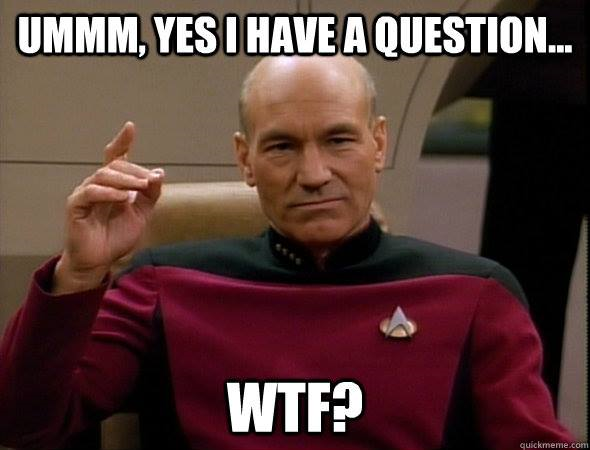 UMMM, YES I HAVE A QUESTION...
WTF?
quickmeme.com